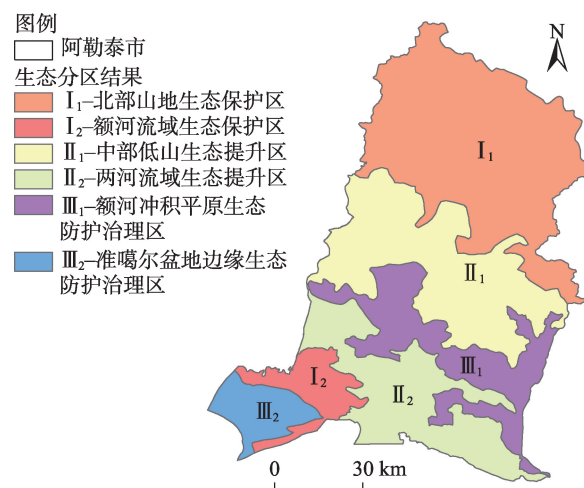 图例
阿勒泰市
生态分区结果
Ⅰ₁–北部山地生态保护区
Ⅰ₂–额河流域生态保护区
Ⅱ₁–中部低山生态提升区
Ⅱ₂–两河流域生态提升区
Ⅲ₁–额河冲积平原生态
防护治理区
Ⅲ₂–准噶尔盆地边缘生态
防护治理区
N
Ⅰ₁
Ⅱ₁
Ⅲ₁
Ⅰ₂
Ⅱ₂
Ⅲ₂
0 30 km